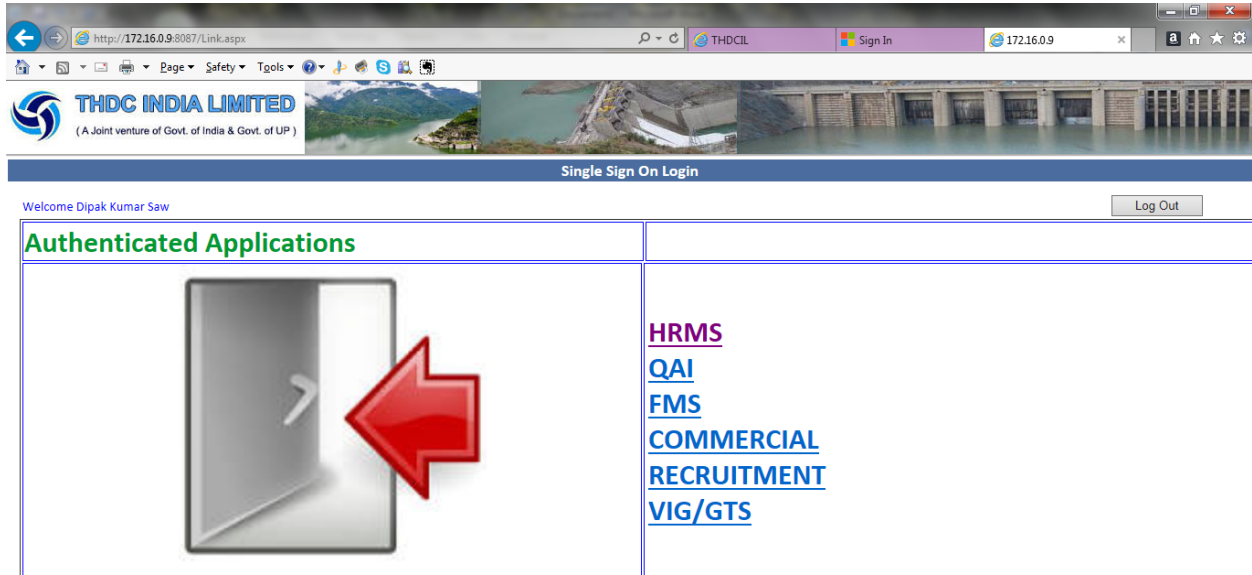 http://172.16.0.9:8087/Link.aspx
THDCIL
Sign In
172.16.0.9
Page Safety Tools
THDC INDIA LIMITED
( A Joint venture of Govt. of India & Govt. of UP )
Single Sign On Login
Welcome Dipak Kumar Saw
Log Out
Authenticated Applications
HRMS
QAI
FMS
COMMERCIAL
RECRUITMENT
VIG/GTS